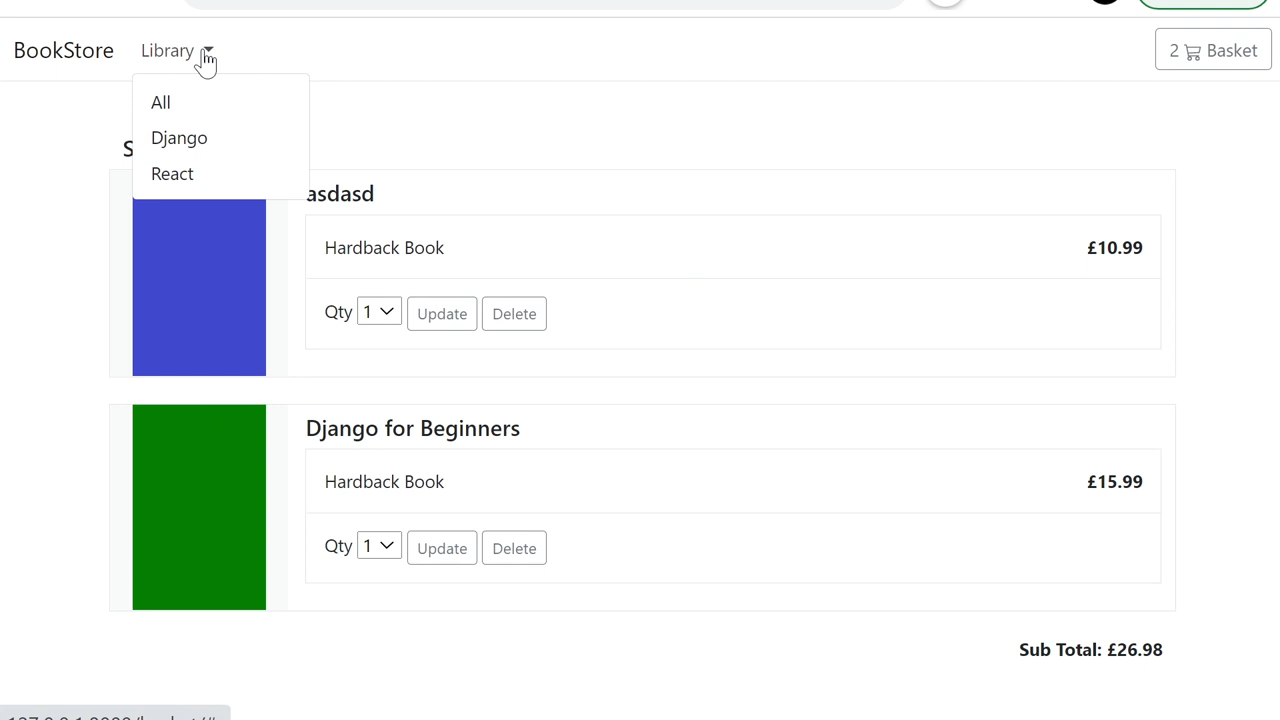 BookStore Library 2 Basket
All
Django
React
asdasd
Hardback Book £10.99
Qty 1 Update Delete
Django for Beginners
Hardback Book £15.99
Qty 1 Update Delete
Sub Total: £26.98